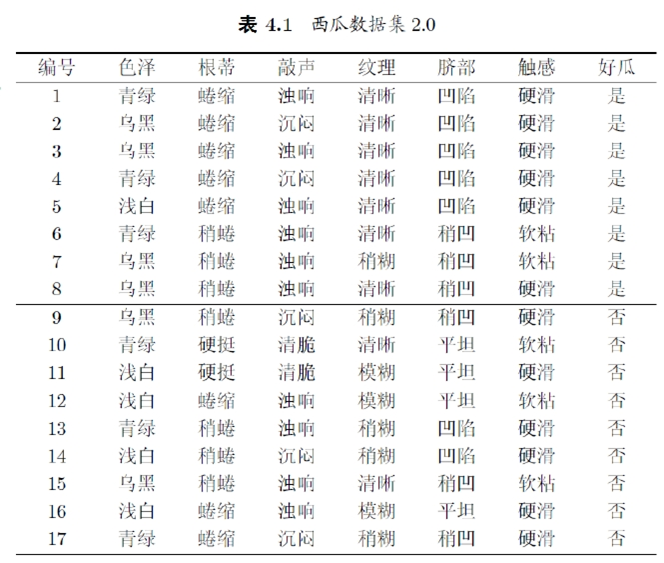 表 4.1 西瓜数据集 2.0
编号 色泽 根蒂 敲声 纹理 脐部 触感 好瓜
1 青绿 蜷缩 浊响 清晰 凹陷 硬滑 是
2 乌黑 蜷缩 沉闷 清晰 凹陷 硬滑 是
3 乌黑 蜷缩 浊响 清晰 凹陷 硬滑 是
4 青绿 蜷缩 沉闷 清晰 凹陷 硬滑 是
5 浅白 蜷缩 浊响 清晰 凹陷 硬滑 是
6 青绿 稍蜷 浊响 清晰 稍凹 软粘 是
7 乌黑 稍蜷 浊响 稍糊 稍凹 软粘 是
8 乌黑 稍蜷 浊响 清晰 稍凹 硬滑 是
9 乌黑 稍蜷 沉闷 稍糊 稍凹 硬滑 否
10 青绿 硬挺 清脆 清晰 平坦 软粘 否
11 浅白 硬挺 清脆 模糊 平坦 硬滑 否
12 浅白 蜷缩 浊响 模糊 平坦 软粘 否
13 青绿 稍蜷 浊响 稍糊 凹陷 硬滑 否
14 浅白 稍蜷 沉闷 稍糊 凹陷 硬滑 否
15 乌黑 稍蜷 浊响 清晰 稍凹 软粘 否
16 浅白 蜷缩 浊响 模糊 平坦 硬滑 否
17 青绿 蜷缩 沉闷 稍糊 稍凹 硬滑 否